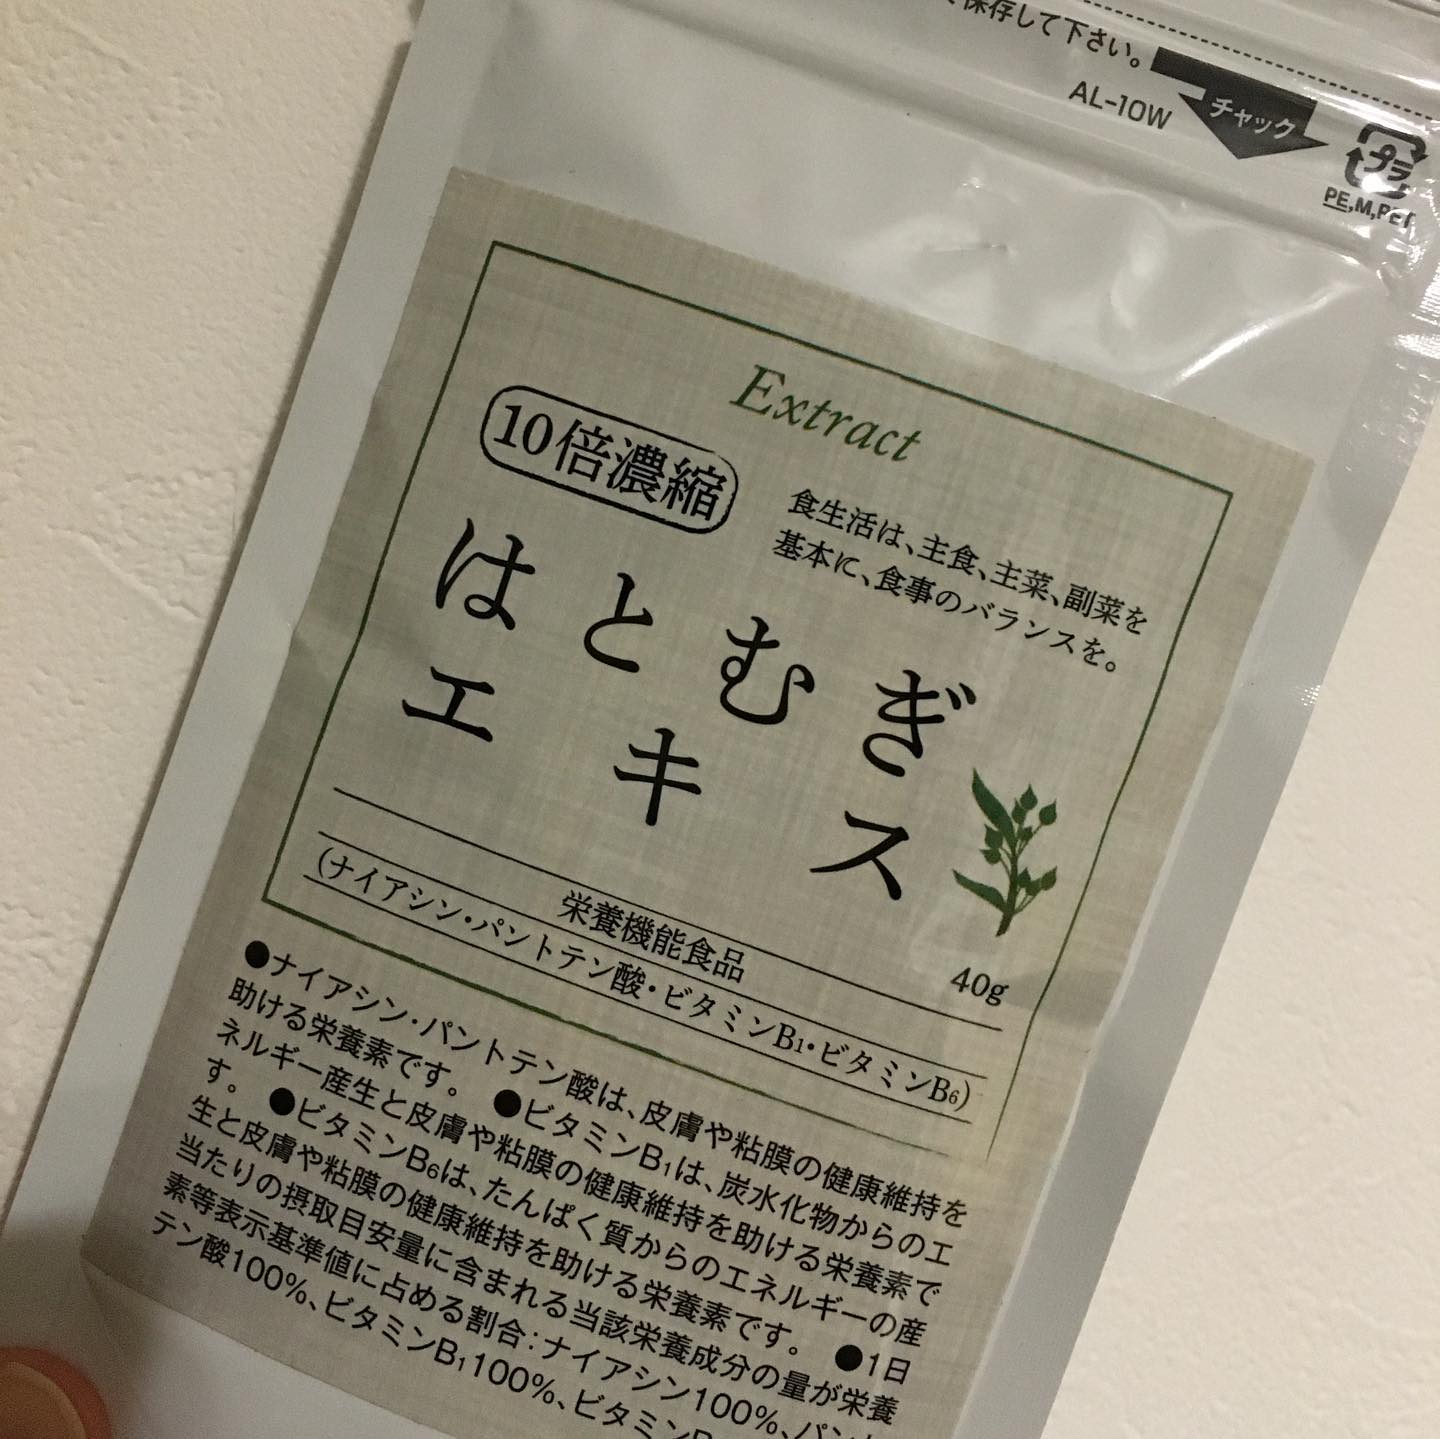 保存して下さい。
チャック
AL-10W
プラ
PE,M,PET
Extract
10倍濃縮
食生活は、主食、主菜、副菜を
基本に、食事のバランスを。
はとむぎ
エキス
栄養機能食品
40g
(ナイアシン・パントテン酸・ビタミンB₁・ビタミンB₆)
●ナイアシン・パントテン酸は、皮膚や粘膜の健康維持を
助ける栄養素です。 ●ビタミンB₁は、炭水化物からのエ
ネルギー産生と皮膚や粘膜の健康維持を助ける栄養素で
す。 ●ビタミンB₆は、たんぱく質からのエネルギーの産
生と皮膚や粘膜の健康維持を助ける栄養素です。 ●1日
当たりの摂取目安量に含まれる当該栄養成分の量が栄養
素等表示基準値に占める割合：ナイアシン100%、パント
テン酸100%、ビタミンB₁100%、ビタミンB